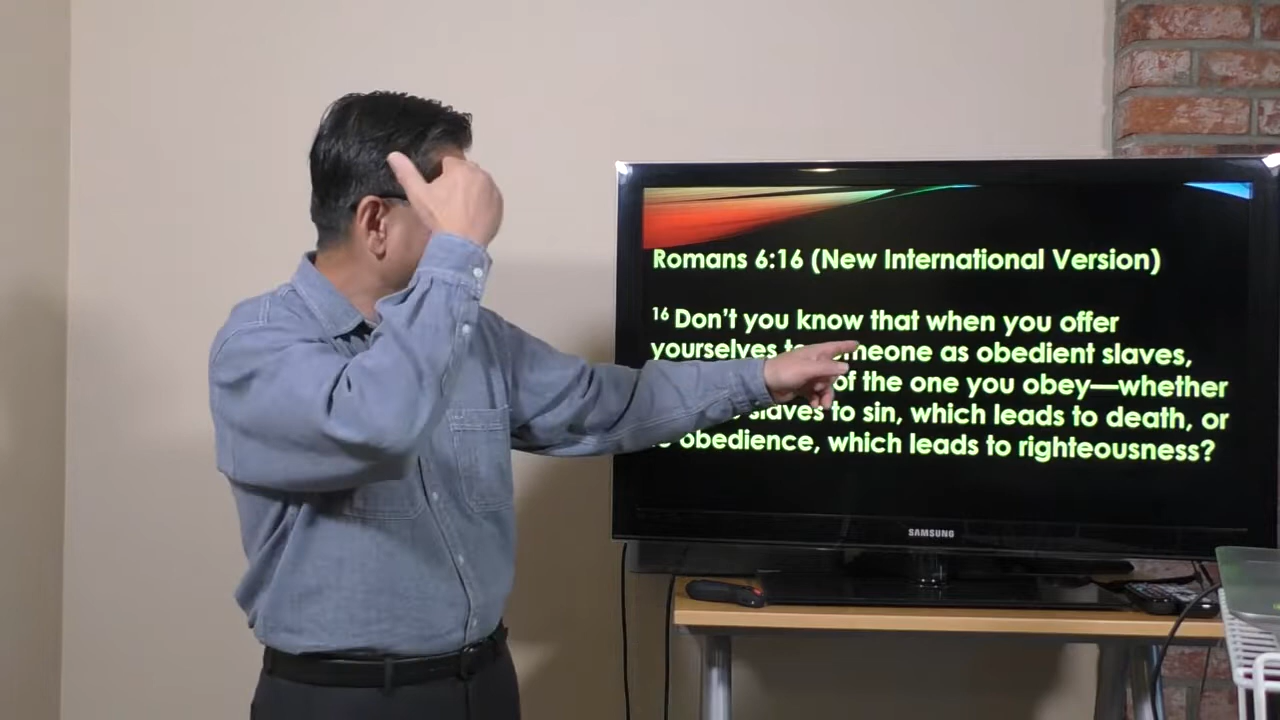 Romans 6:16 (New International Version)
16 Don't you know that when you offer
yourselves someone as obedient slaves,
of the one you obey—whether
slaves to sin, which leads to death, or
obedience, which leads to righteousness?
SAMSUNG